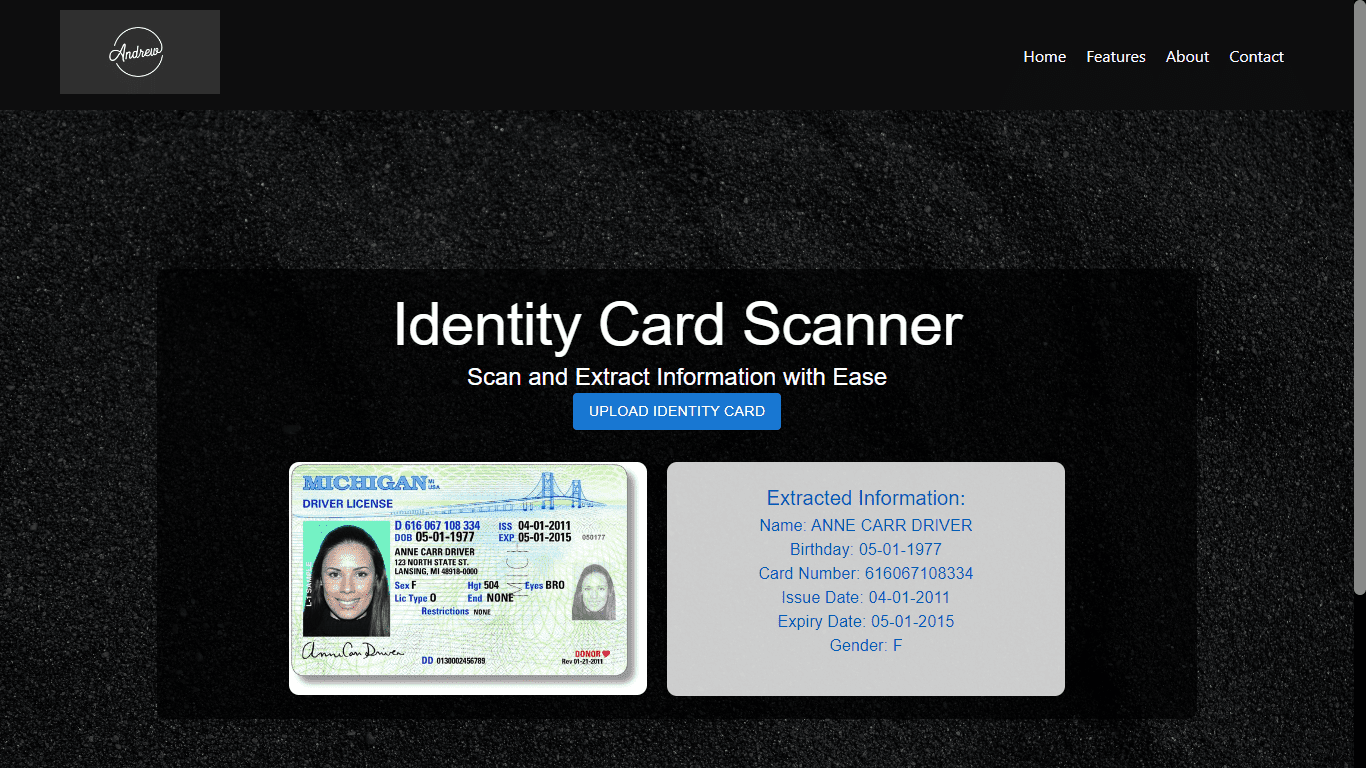 Andrew
Home Features About Contact
Identity Card Scanner
Scan and Extract Information with Ease
UPLOAD IDENTITY CARD
MICHIGAN MI USA
DRIVER LICENSE
D 616 067 108 334 ISS 04-01-2011
DOB 05-01-1977 EXP 05-01-2015 050177
ANNE CARR DRIVER
123 NORTH STATE ST.
LANSING, MI 48918-0000
Sex F Hgt 504 Eyes BRO
Lic Type O End NONE
Restrictions NONE
Anne Carr Driver
DD 0130002456789
DONOR
Rev 01-21-2011
Extracted Information:
Name: ANNE CARR DRIVER
Birthday: 05-01-1977
Card Number: 616067108334
Issue Date: 04-01-2011
Expiry Date: 05-01-2015
Gender: F